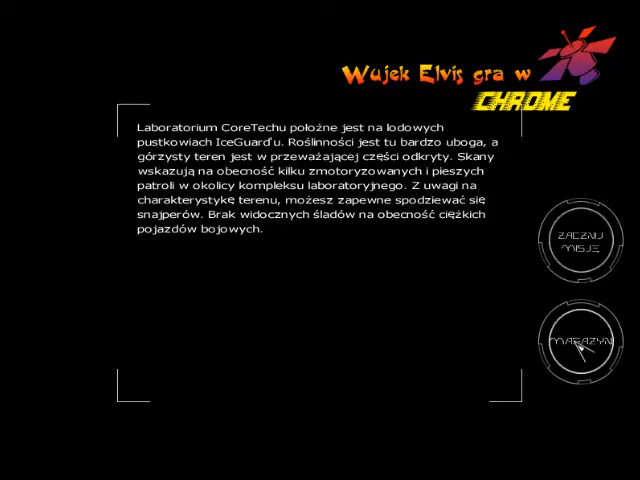 Wujek Elvis gra w
CHROME
Laboratorium CoreTechu położne jest na lodowych
pustkowiach IceGuard'u. Roślinności jest tu bardzo uboga, a
górzysty teren jest w przeważającej części odkryty. Skany
wskazują na obecność kilku zmotoryzowanych i pieszych
patroli w okolicy kompleksu laboratoryjnego. Z uwagi na
charakterystykę terenu, możesz zapewne spodziewać się
snajperów. Brak widocznych śladów na obecność ciężkich
pojazdów bojowych.
ZACZNIJ
MISJĘ
MAGAZYN